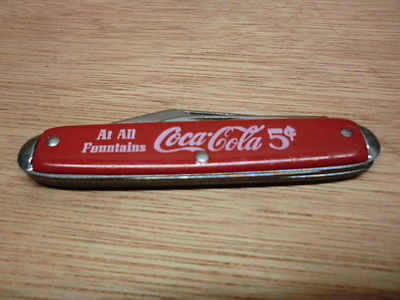 At All
Fountains
Coca-Cola 5¢